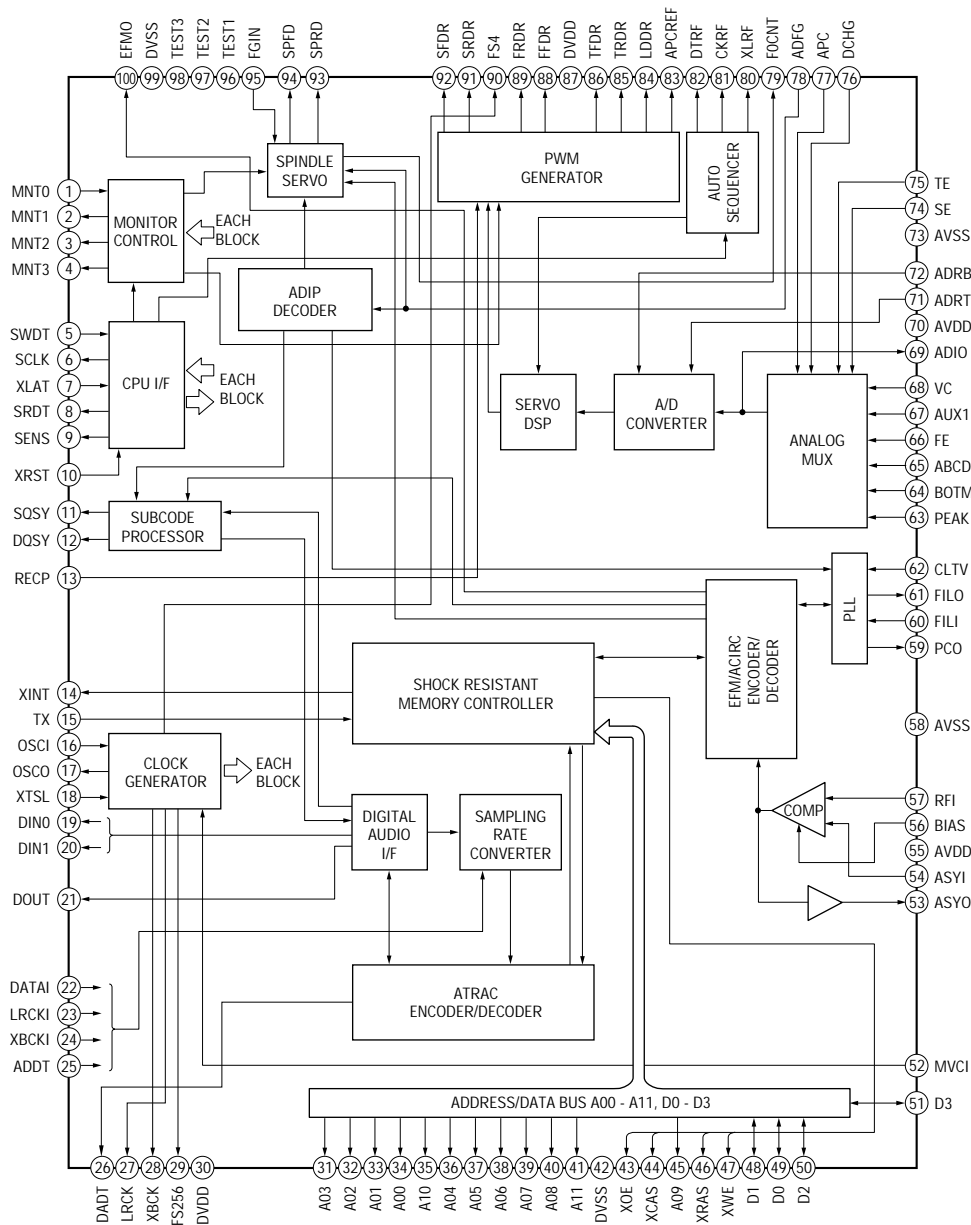 EFMO
DVSS
TEST3
TEST2
TEST1
FGIN
SPFD
SPRD
SFDR
SRDR
FS4
FRDR
FFDR
DVDD
TFDR
TRDR
LDDR
APCREF
DTRF
CKRF
XLRF
F0CNT
ADFG
APC
DCHG
100
99
98
97
96
95
94
93
92
91
90
89
88
87
86
85
84
83
82
81
80
79
78
77
76
MNT0 1
MNT1 2
MNT2 3
MNT3 4
SWDT 5
SCLK 6
XLAT 7
SRDT 8
SENS 9
XRST 10
SQSY 11
DQSY 12
RECP 13
XINT 14
TX 15
OSCI 16
OSCO 17
XTSL 18
DIN0 19
DIN1 20
DOUT 21
DATAI 22
LRCKI 23
XBCKI 24
ADDT 25
MONITOR
CONTROL
EACH
BLOCK
SPINDLE
SERVO
PWM
GENERATOR
AUTO
SEQUENCER
ADIP
DECODER
CPU I/F
EACH
BLOCK
SERVO
DSP
A/D
CONVERTER
ANALOG
MUX
SUBCODE
PROCESSOR
EFM/ACIRC
ENCODER/
DECODER
PLL
SHOCK RESISTANT
MEMORY CONTROLLER
CLOCK
GENERATOR
EACH
BLOCK
DIGITAL
AUDIO
I/F
SAMPLING
RATE
CONVERTER
COMP
ATRAC
ENCODER/DECODER
ADDRESS/DATA BUS A00 - A11, D0 - D3
75 TE
74 SE
73 AVSS
72 ADRB
71 ADRT
70 AVDD
69 ADIO
68 VC
67 AUX1
66 FE
65 ABCD
64 BOTM
63 PEAK
62 CLTV
61 FILO
60 FILI
59 PCO
58 AVSS
57 RFI
56 BIAS
55 AVDD
54 ASYI
53 ASYO
52 MVCI
51 D3
26
27
28
29
30
31
32
33
34
35
36
37
38
39
40
41
42
43
44
45
46
47
48
49
50
DADT
LRCK
XBCK
FS256
DVDD
A03
A02
A01
A00
A10
A04
A05
A06
A07
A08
A11
DVSS
XOE
XCAS
A09
XRAS
XWE
D1
D0
D2